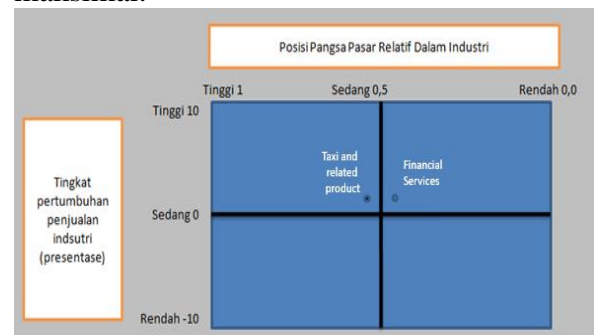 Posisi Pangsa Pasar Relatif Dalam Industri
Tinggi 1
Sedang 0,5
Rendah 0,0
Tinggi 10
Taxi and
related
product
Financial
Services
Tingkat
pertumbuhan
penjualan
indsutri
(presentase)
Sedang 0
Rendah -10